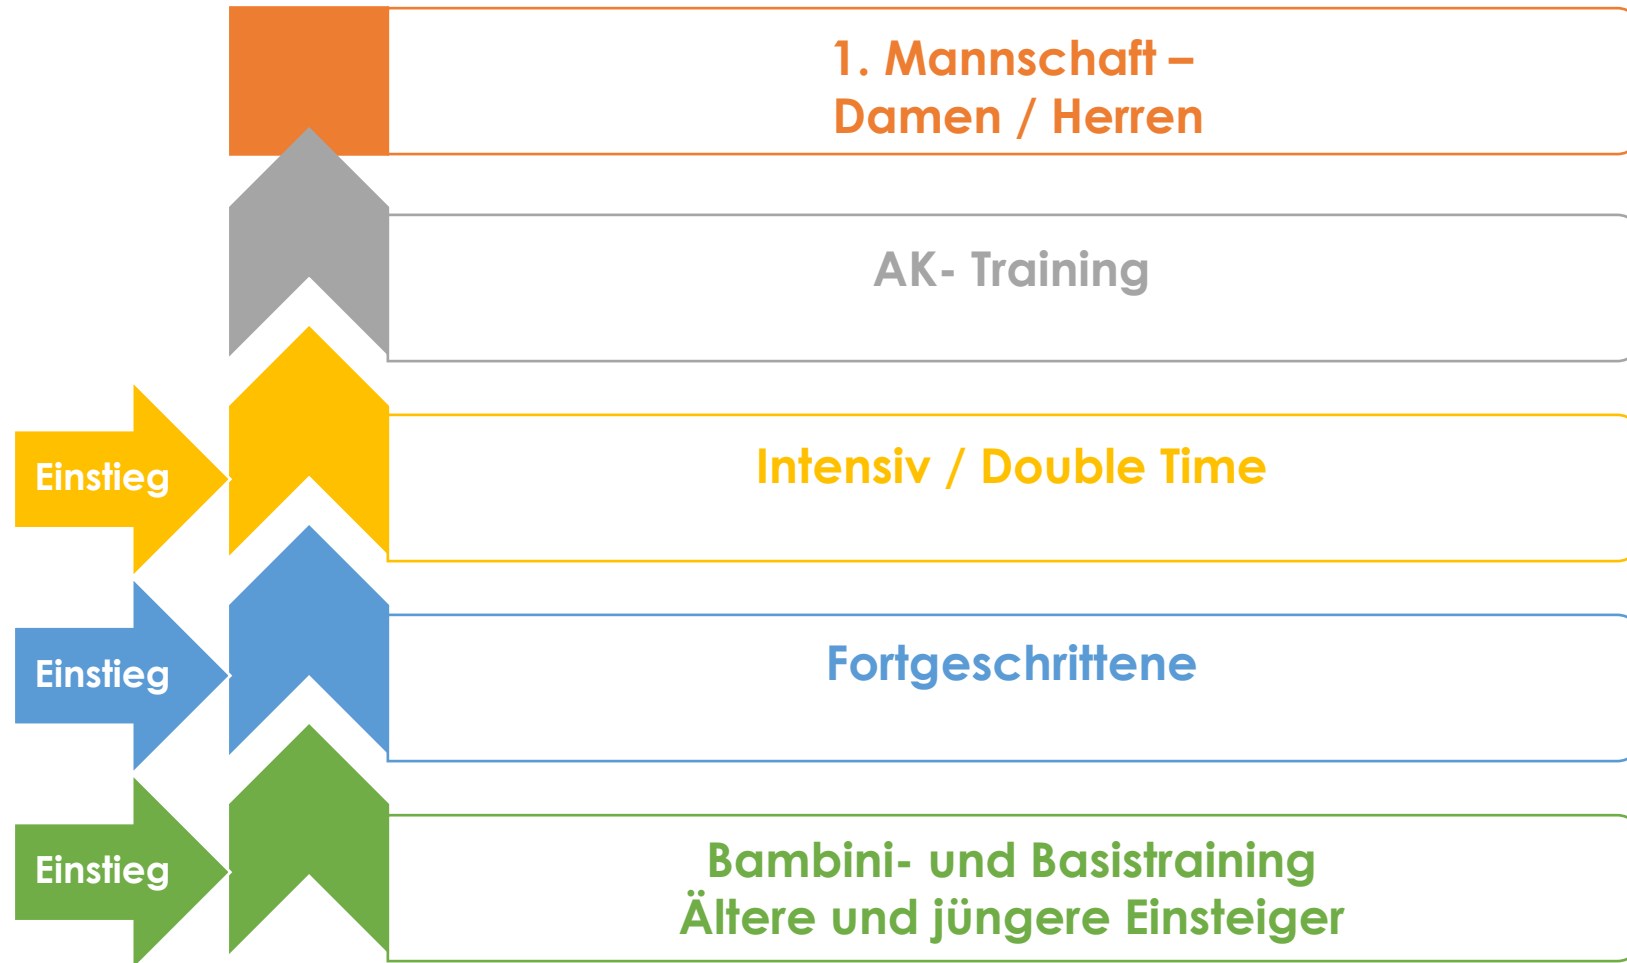 1. Mannschaft –
Damen / Herren
AK- Training
Einstieg
Intensiv / Double Time
Einstieg
Fortgeschrittene
Einstieg
Bambini- und Basistraining
Ältere und jüngere Einsteiger